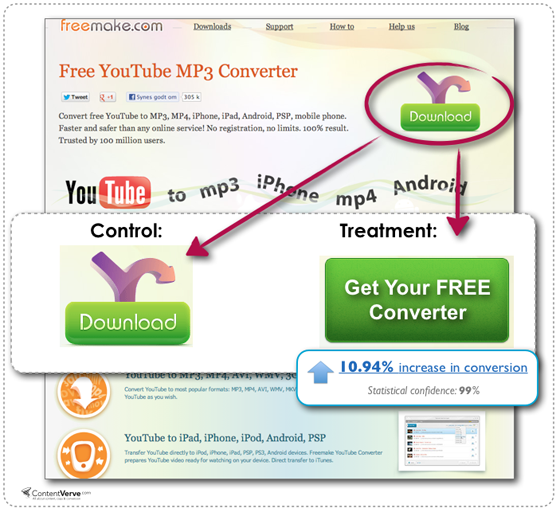 freemake.com
Downloads Support How to Help us Blog
Free YouTube MP3 Converter
Tweet +1 Synes godt om 305 k
Convert free YouTube to MP3, MP4, iPhone, iPad, Android, PSP, mobile phone.
Faster and safer than any online service! No registration, no limits. 100% result.
Trusted by 100 million users.
Download
YouTube to mp3 iPhone mp4 Android
Control: Treatment:
Download
Get Your FREE
Converter
10.94% increase in conversion
Statistical confidence: 99%
YouTube to MP3, MP4, AVI, WMV, 3G
Convert YouTube to most popular formats: MP3, MP4, AVI, WMV, MKV
YouTube as you wish.
YouTube to iPad, iPhone, iPod, Android, PSP
Transfer YouTube directly to iPod, iPhone, iPad, PSP, PS3, Android devices. Freemake YouTube Converter
prepares YouTube video ready for watching on your device. Direct transfer to iTunes.
ContentVerve.com